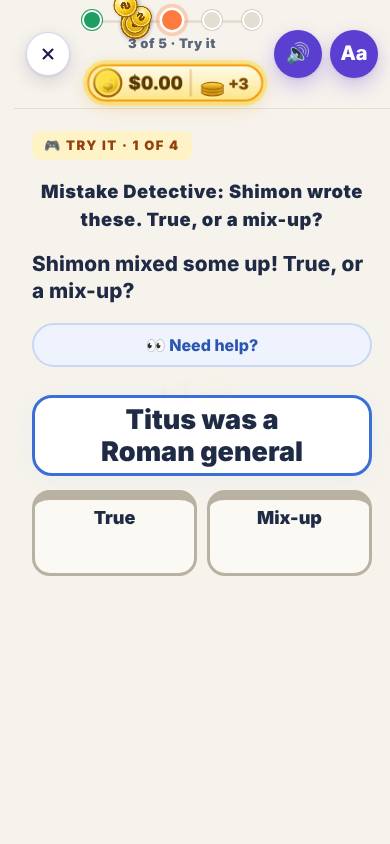 3 of 5 · Try it
$0.00
+3
Aa
TRY IT · 1 OF 4
Mistake Detective: Shimon wrote
these. True, or a mix-up?
Shimon mixed some up! True, or
a mix-up?
Need help?
Titus was a
Roman general
True
Mix-up